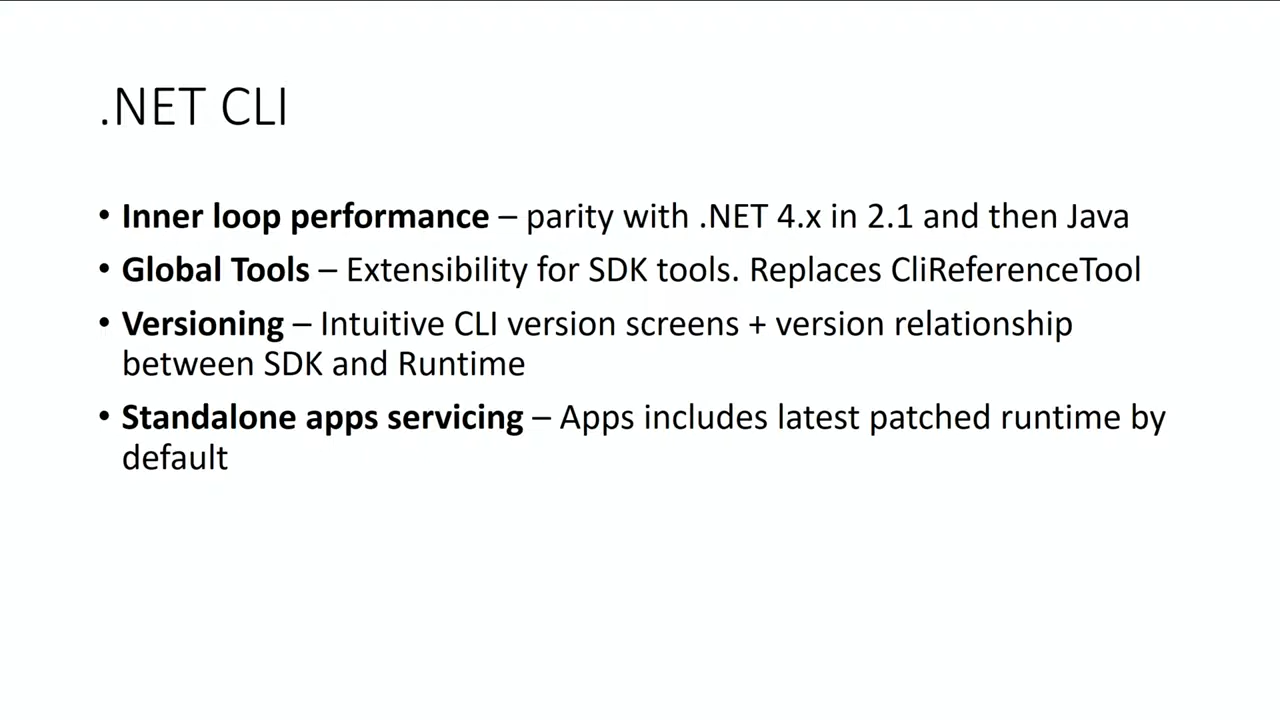 .NET CLI
• Inner loop performance – parity with .NET 4.x in 2.1 and then Java
• Global Tools – Extensibility for SDK tools. Replaces CliReferenceTool
• Versioning – Intuitive CLI version screens + version relationship
between SDK and Runtime
• Standalone apps servicing – Apps includes latest patched runtime by
default